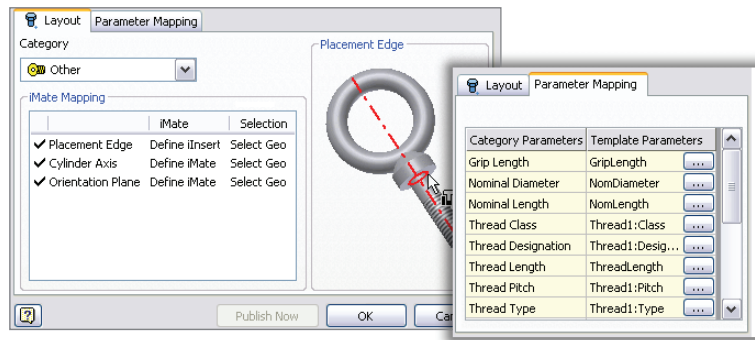 Layout Parameter Mapping
Category
Other
iMate Mapping
iMate Selection
Placement Edge Define iInsert Select Geo
Cylinder Axis Define iMate Select Geo
Orientation Plane Define iMate Select Geo
Placement Edge
Publish Now OK Can
Layout Parameter Mapping
Category Parameters Template Parameters
Grip Length GripLength ...
Nominal Diameter NomDiameter ...
Nominal Length NomLength ...
Thread Class Thread1:Class ...
Thread Designation Thread1:Desig... ...
Thread Length ThreadLength ...
Thread Pitch Thread1:Pitch ...
Thread Type Thread1:Type ...